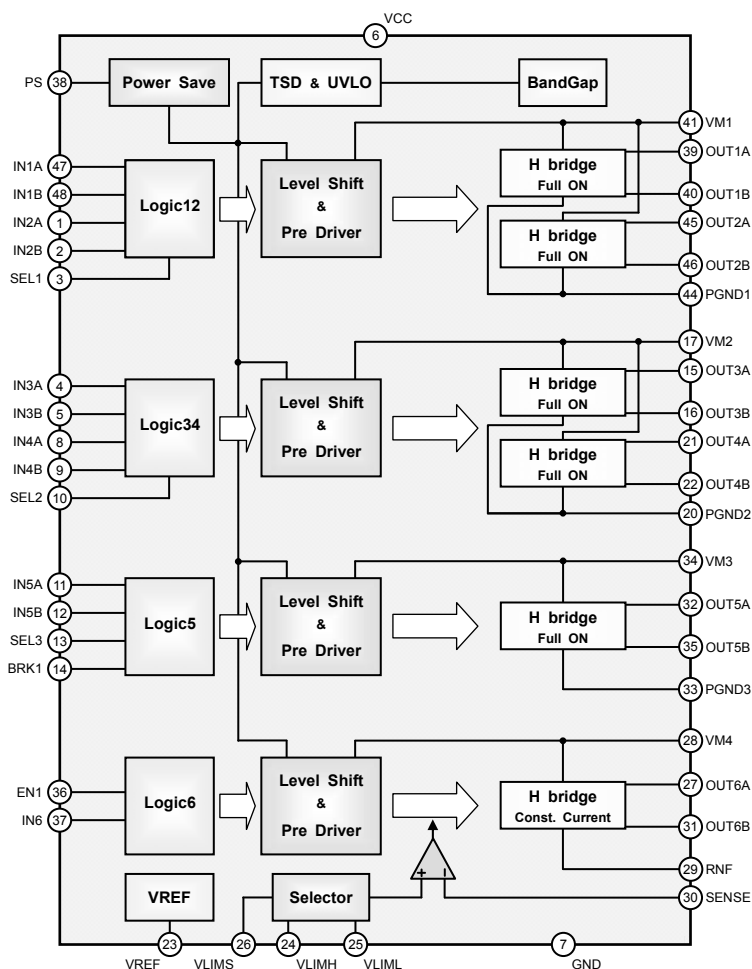 VCC
6
PS 38 Power Save TSD & UVLO BandGap
41 VM1
39 OUT1A
IN1A 47
IN1B 48
IN2A 1
IN2B 2
SEL1 3
Logic12
Level Shift
&
Pre Driver
H bridge
Full ON
40 OUT1B
45 OUT2A
H bridge
Full ON
46 OUT2B
44 PGND1
17 VM2
15 OUT3A
IN3A 4
IN3B 5
IN4A 8
IN4B 9
SEL2 10
Logic34
Level Shift
&
Pre Driver
H bridge
Full ON
16 OUT3B
21 OUT4A
H bridge
Full ON
22 OUT4B
20 PGND2
34 VM3
IN5A 11
IN5B 12
SEL3 13
BRK1 14
Logic5
Level Shift
&
Pre Driver
H bridge
Full ON
32 OUT5A
35 OUT5B
33 PGND3
28 VM4
EN1 36
IN6 37
Logic6
Level Shift
&
Pre Driver
H bridge
Const. Current
27 OUT6A
31 OUT6B
29 RNF
+ −
30 SENSE
VREF Selector
23 26 24 25 7
VREF VLIMS VLIMH VLIML GND